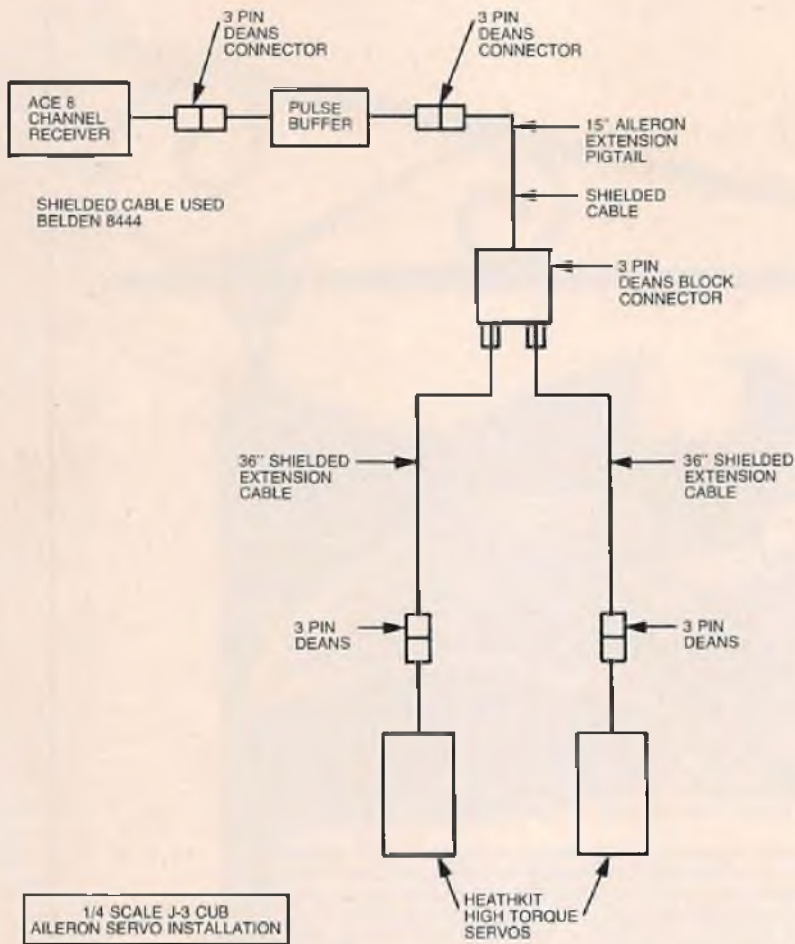 3 PIN
DEANS
CONNECTOR
3 PIN
DEANS
CONNECTOR
ACE 8
CHANNEL
RECEIVER
PULSE
BUFFER
15" AILERON
EXTENSION
PIGTAIL
SHIELDED CABLE USED
BELDEN 8444
SHIELDED
CABLE
3 PIN
DEANS BLOCK
CONNECTOR
36" SHIELDED
EXTENSION
CABLE
36" SHIELDED
EXTENSION
CABLE
3 PIN
DEANS
3 PIN
DEANS
HEATHKIT
HIGH TORQUE
SERVOS
1/4 SCALE J-3 CUB
AILERON SERVO INSTALLATION